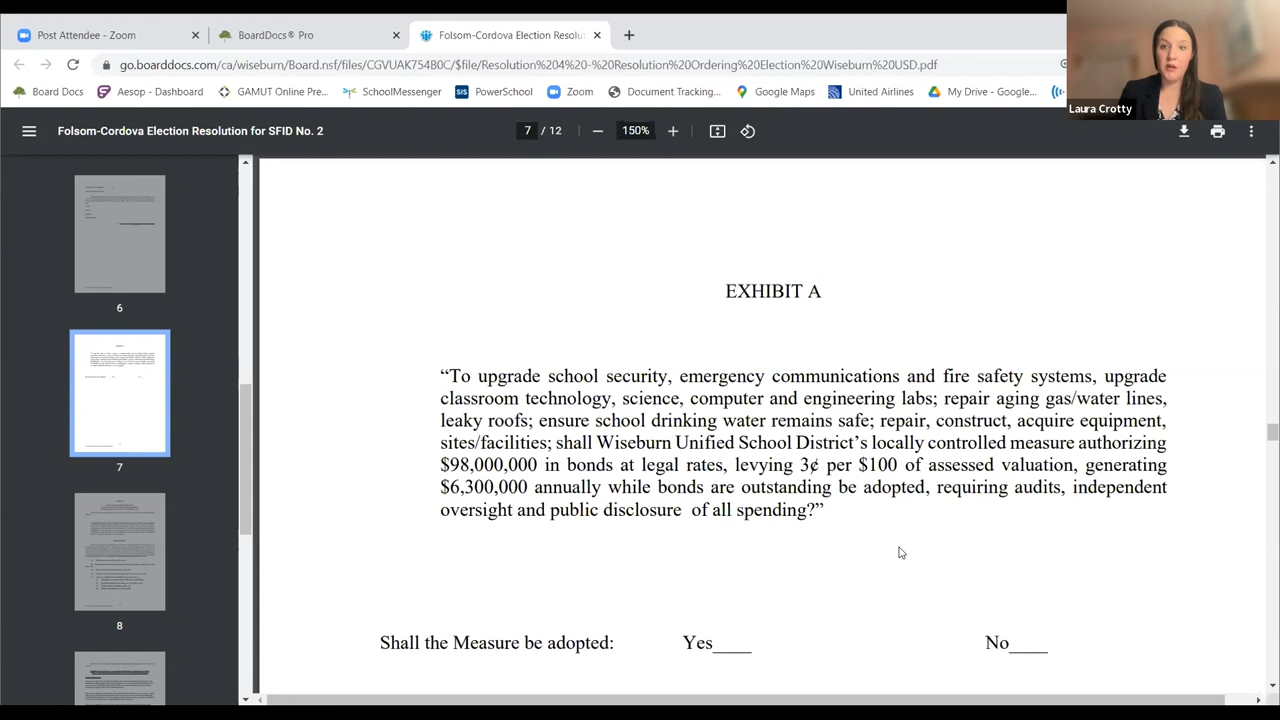 Post Attendee - Zoom
BoardDocs® Pro
Folsom-Cordova Election Resolu
go.boarddocs.com/ca/wiseburn/Board.nsf/files/CGVUAK754B0C/$file/Resolution%204%20-%20Resolution%20Ordering%20Election%20Wiseburn%20USD.pdf
Board Docs
Aesop - Dashboard
GAMUT Online Pre...
SchoolMessenger
SIS PowerSchool
Zoom
Document Tracking...
Google Maps
United Airlines
My Drive - Google...
Laura Crotty
Folsom-Cordova Election Resolution for SFID No. 2
7 / 12
150%
6
7
8
EXHIBIT A
“To upgrade school security, emergency communications and fire safety systems, upgrade
classroom technology, science, computer and engineering labs; repair aging gas/water lines,
leaky roofs; ensure school drinking water remains safe; repair, construct, acquire equipment,
sites/facilities; shall Wiseburn Unified School District’s locally controlled measure authorizing
$98,000,000 in bonds at legal rates, levying 3¢ per $100 of assessed valuation, generating
$6,300,000 annually while bonds are outstanding be adopted, requiring audits, independent
oversight and public disclosure of all spending?”
Shall the Measure be adopted: Yes____ No____